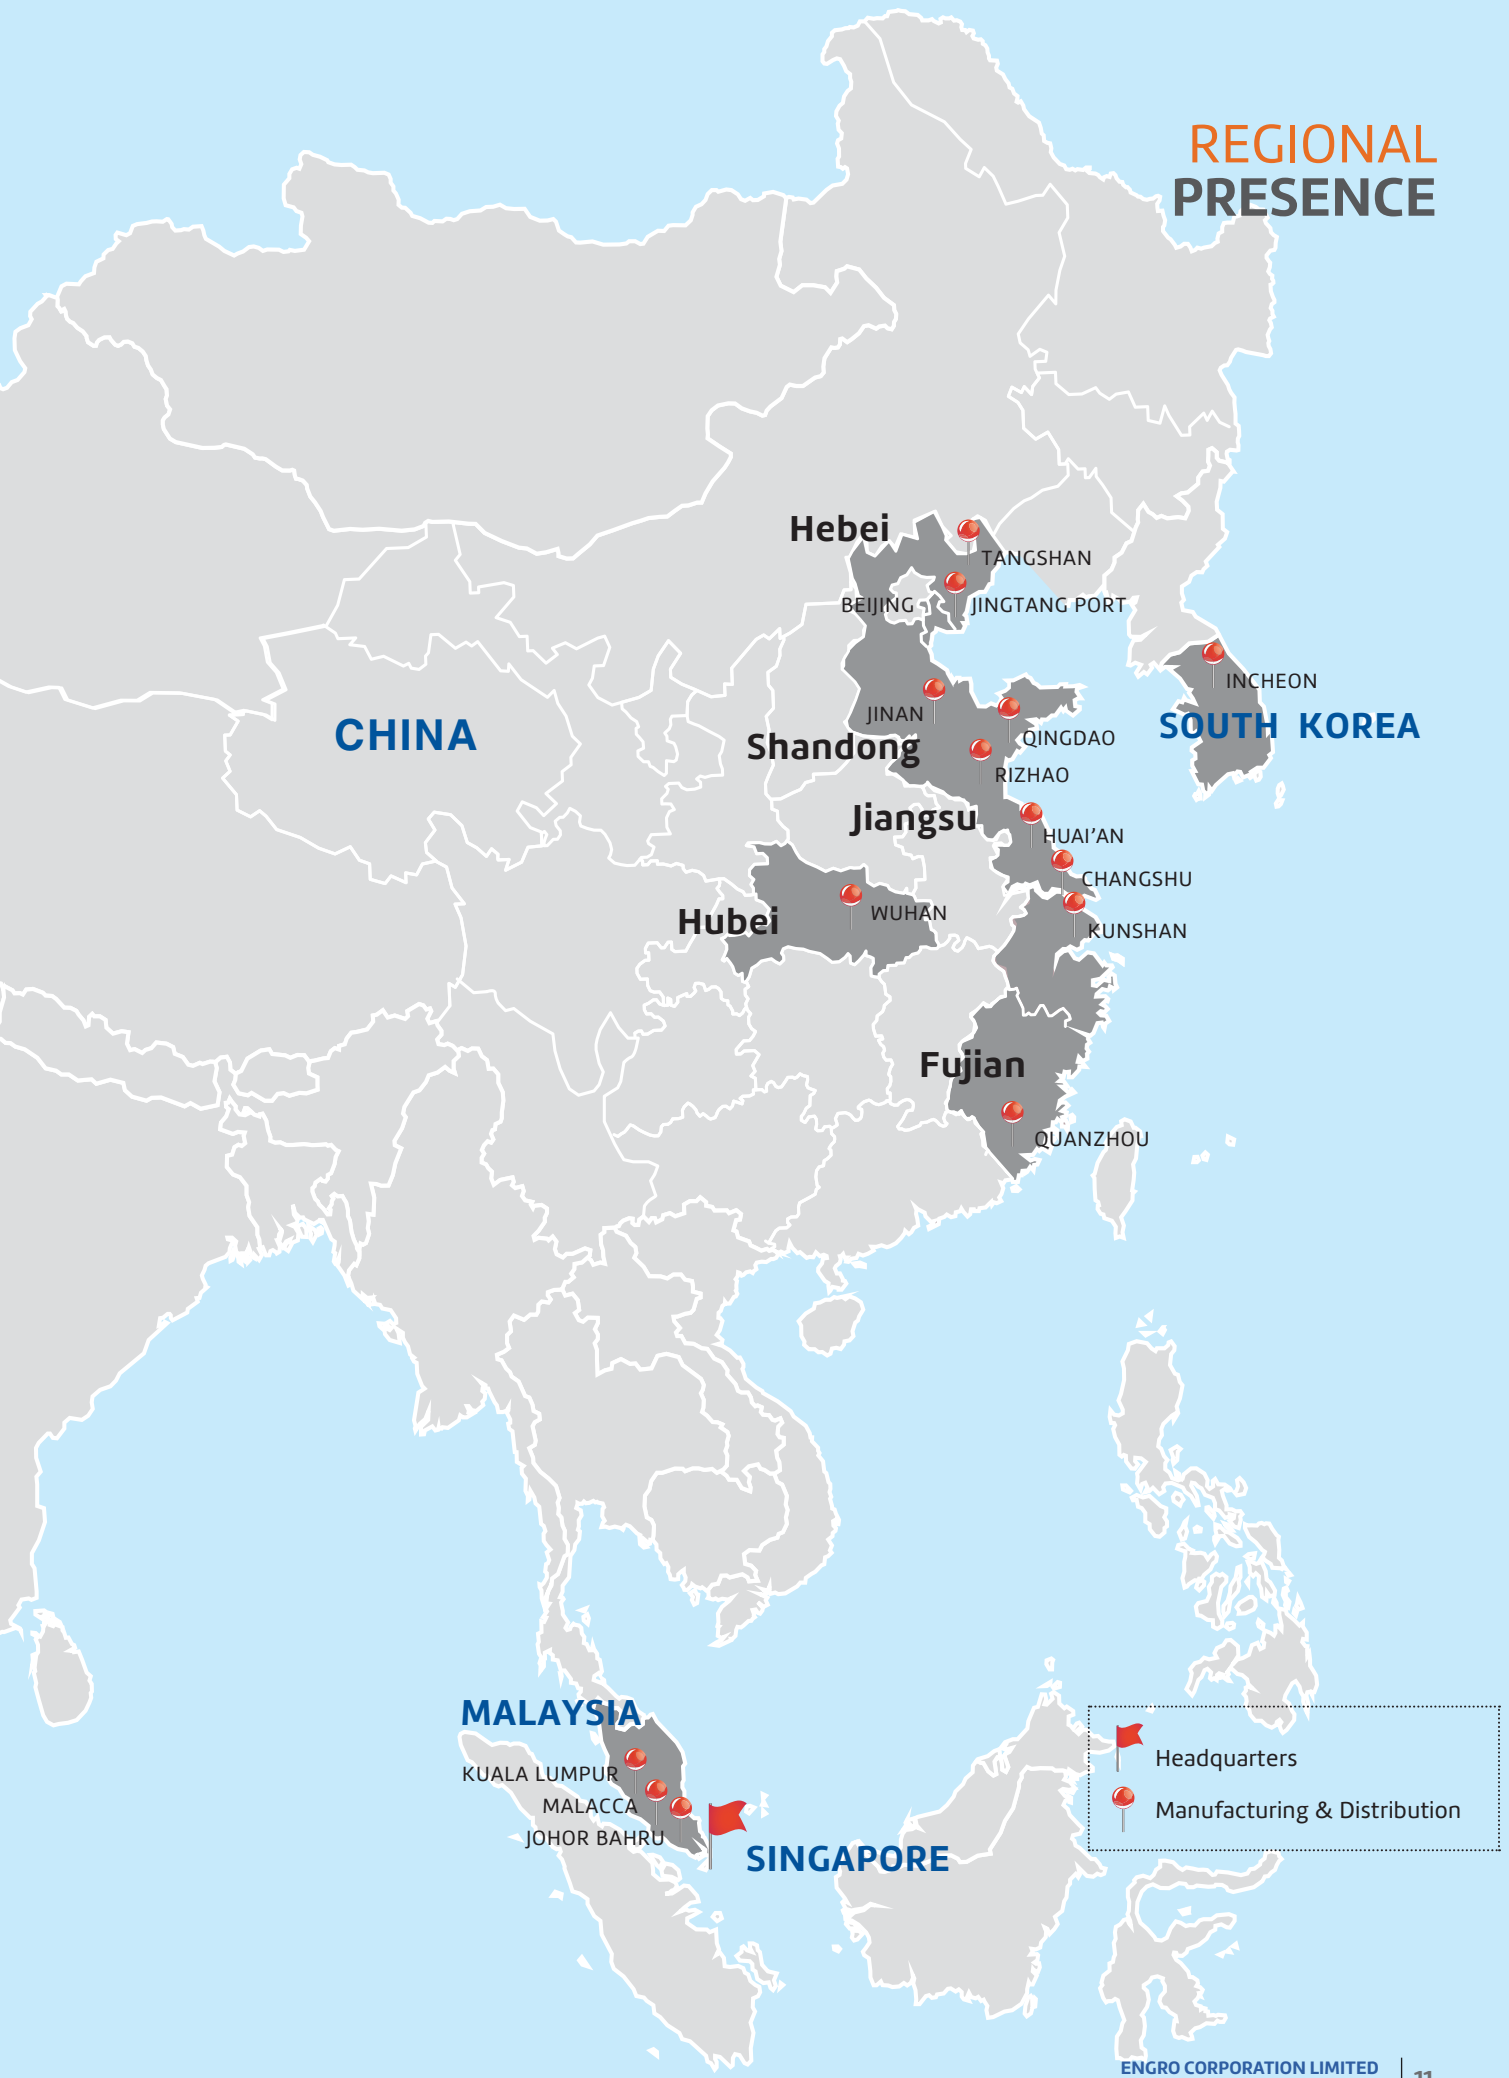 REGIONAL
PRESENCE
Hebei
TANGSHAN
BEIJING
JINGTANG PORT
INCHEON
SOUTH KOREA
CHINA
JINAN
QINGDAO
Shandong
RIZHAO
Jiangsu
HUAI’AN
CHANGSHU
Hubei
WUHAN
KUNSHAN
Fujian
QUANZHOU
MALAYSIA
KUALA LUMPUR
MALACCA
JOHOR BAHRU
SINGAPORE
Headquarters
Manufacturing & Distribution
ENGRO CORPORATION LIMITED
11